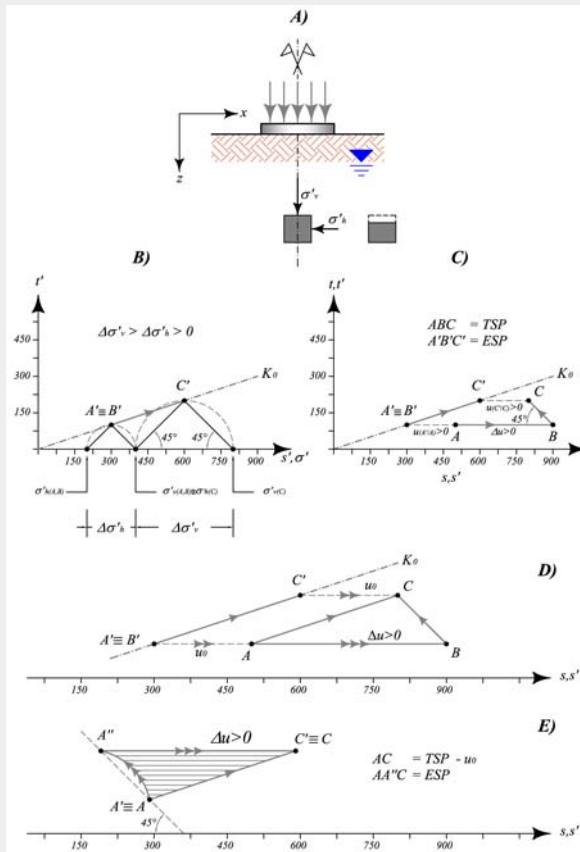 A)
x
z
σ'v
σ'h
B)
t'
Δσ'v > Δσ'h > 0
450
300
150
K0
C'
A'≡ B'
45°
45°
150 300 450 600 750 900
s',σ'
σ'h(A,B)
σ'v(C)
Δσ'h
Δσ'v
C)
t,t'
ABC = TSP
A'B'C' = ESP
450
300
150
K0
C'
C
A'≡ B'
45°
A
Δu>0
B
150 300 450 600 750 900
s,s'
D)
K0
C'
u0
C
A'≡ B'
u0
A
Δu>0
B
s,s'
150 300 450 600 750 900
E)
A''
Δu>0
C'≡ C
AC = TSP - u0
AA''C = ESP
A'≡ A
45°
150 300 450 600 750 900
s,s'